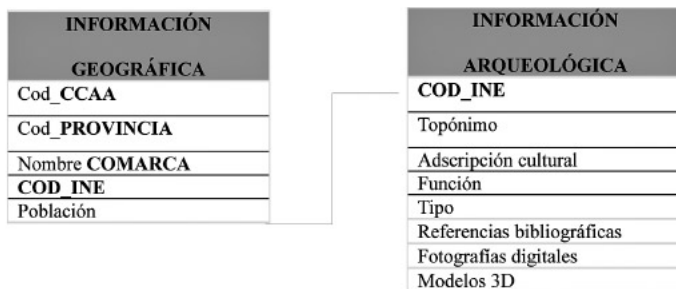 INFORMACIÓN
GEOGRÁFICA
Cod_CCAA
Cod_PROVINCIA
Nombre COMARCA
COD_INE
Población
INFORMACIÓN
ARQUEOLÓGICA
COD_INE
Topónimo
Adscripción cultural
Función
Tipo
Referencias bibliográficas
Fotografías digitales
Modelos 3D